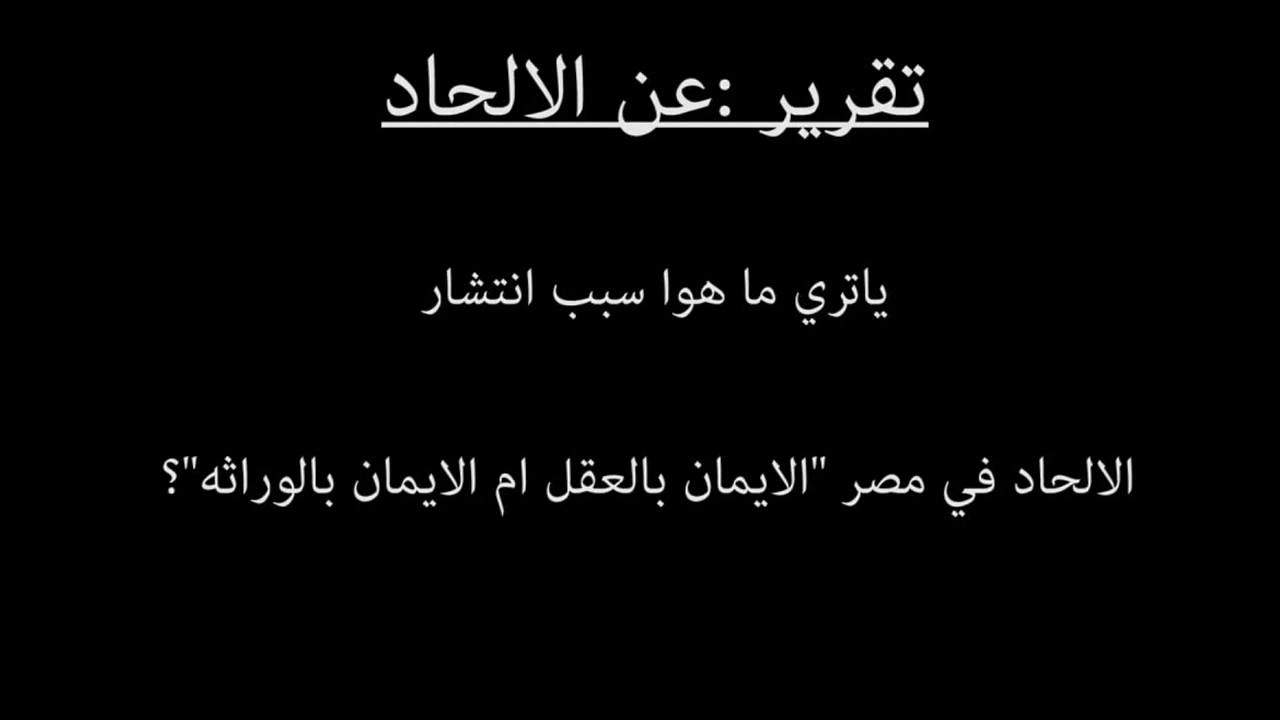 تقرير :عن الالحاد
ياتري ما هوا سبب انتشار
الالحاد في مصر "الايمان بالعقل ام الايمان بالوراثه"؟